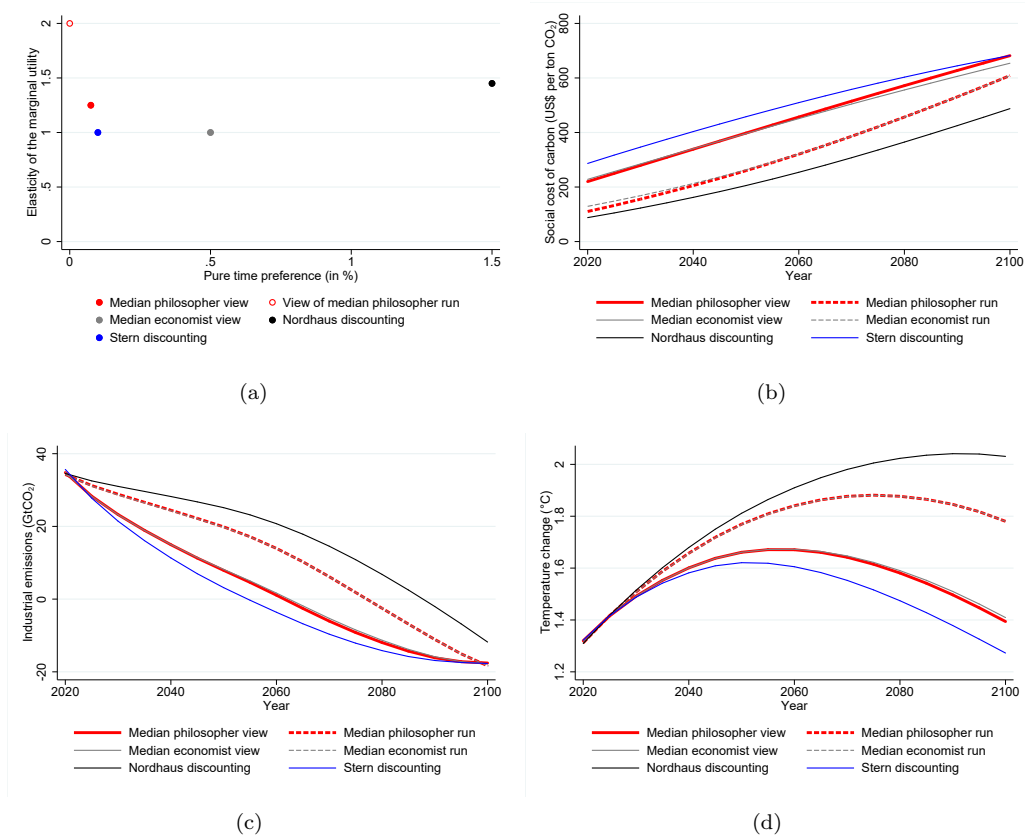 Elasticity of the marginal utility
2
1.5
1
.5
0
0 .5 1 1.5
Pure time preference (in %)
Median philosopher view View of median philosopher run
Median economist view Nordhaus discounting
Stern discounting
(a)
Social cost of carbon (US$ per ton CO₂)
800
600
400
200
0
2020 2040 2060 2080 2100
Year
Median philosopher view Median philosopher run
Median economist view Median economist run
Nordhaus discounting Stern discounting
(b)
Industrial emissions (GtCO₂)
40
20
0
-20
2020 2040 2060 2080 2100
Year
Median philosopher view Median philosopher run
Median economist view Median economist run
Nordhaus discounting Stern discounting
(c)
Temperature change (°C)
2
1.8
1.6
1.4
1.2
2020 2040 2060 2080 2100
Year
Median philosopher view Median philosopher run
Median economist view Median economist run
Nordhaus discounting Stern discounting
(d)